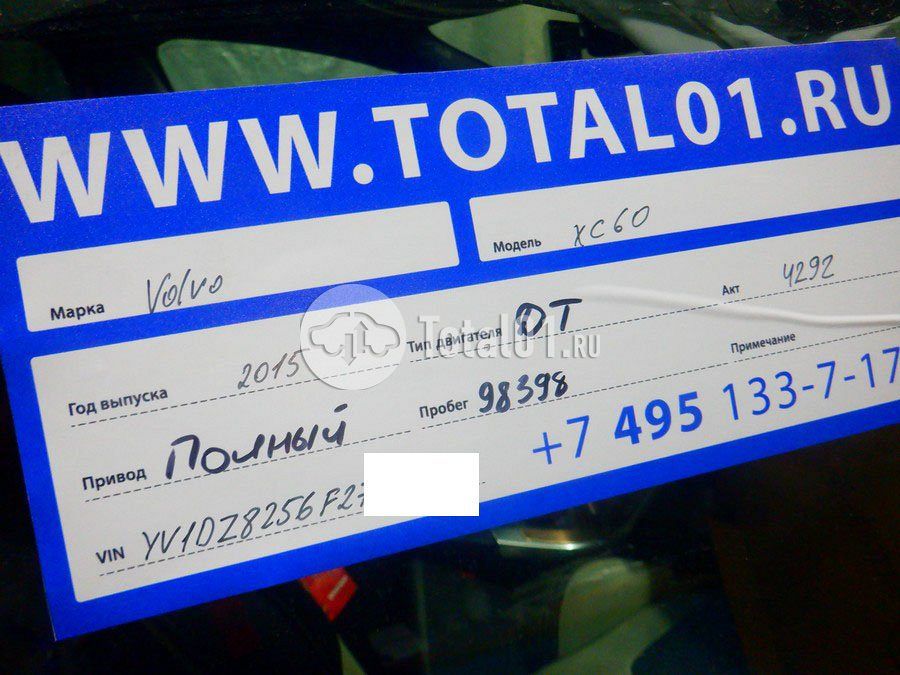 WWW.TOTAL01.RU
Марка Volvo Модель XC60
Год выпуска 2015 Тип двигателя DT Акт 4292
Привод Полный Пробег 98398 Примечание
VIN YV1DZ8256F27 +7 495 133-7-17
Total01.RU